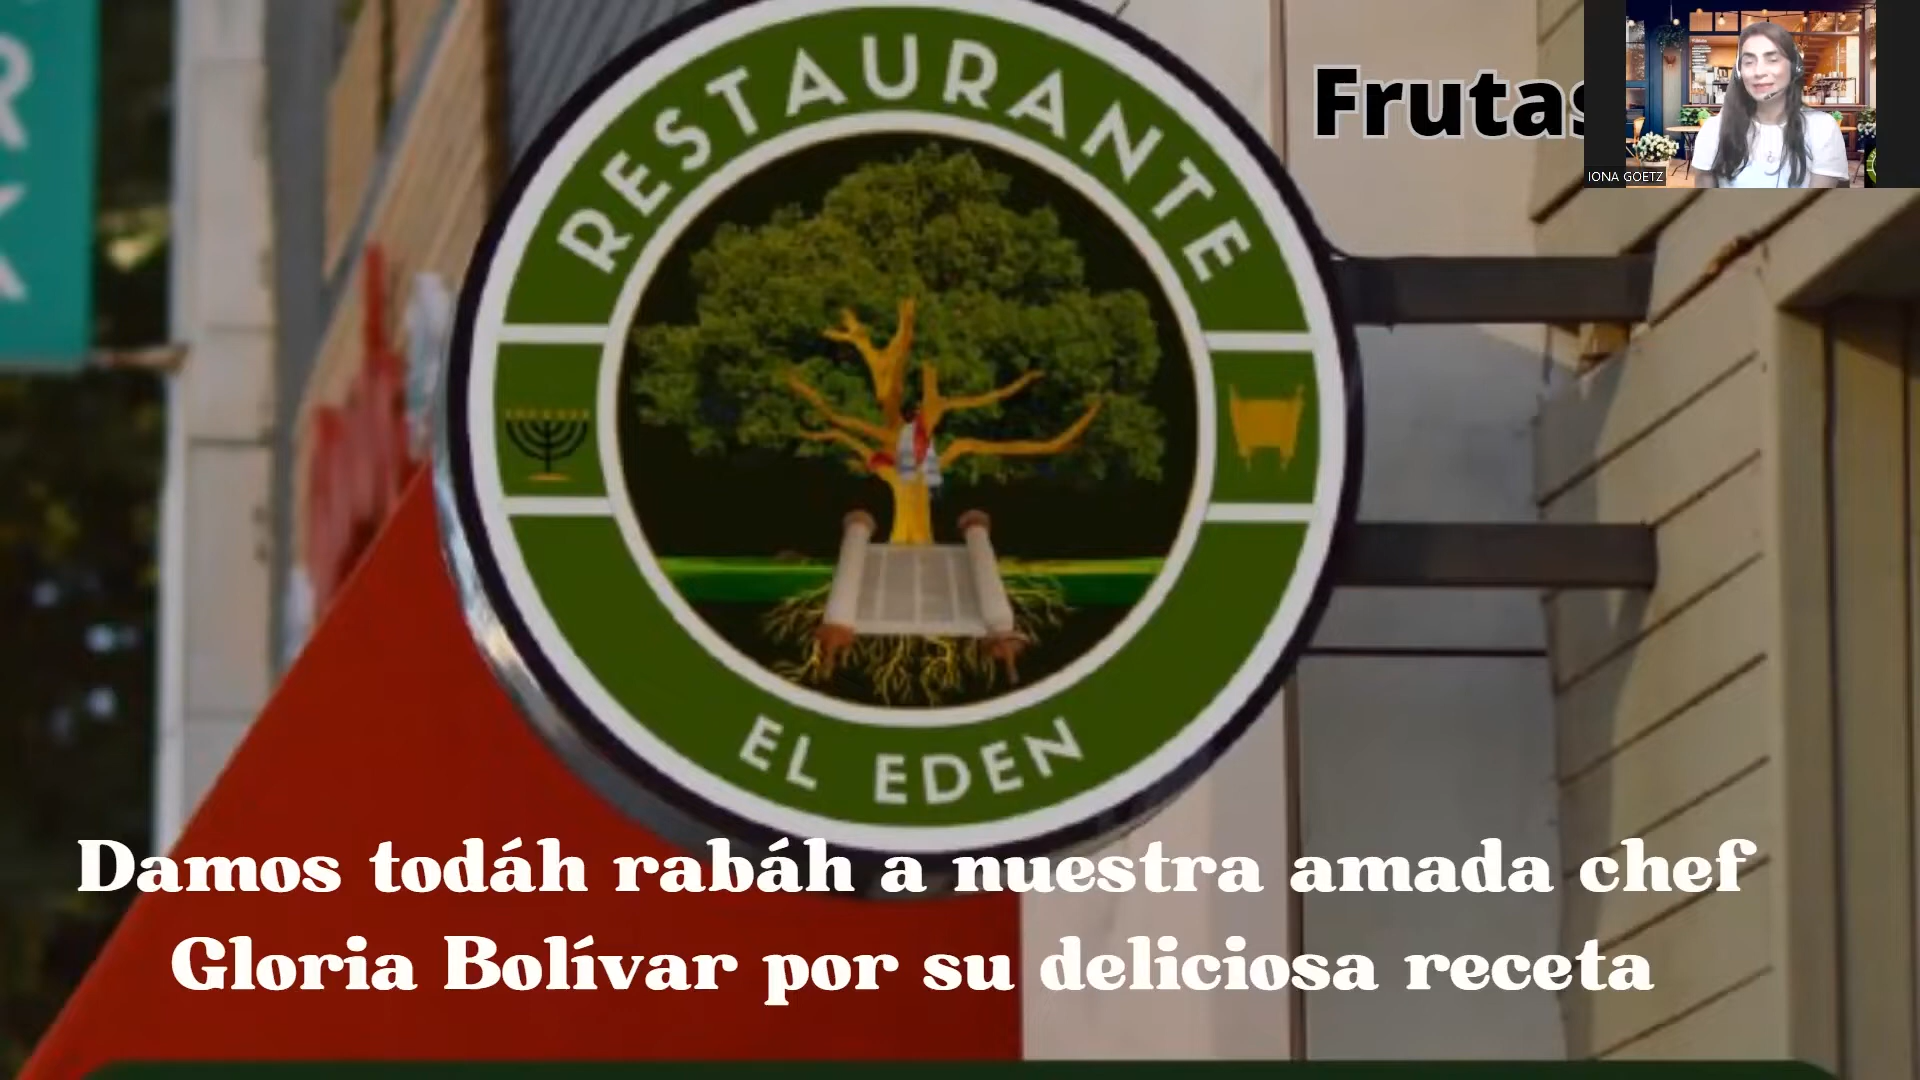 R
K
RESTAURANTE
EL EDEN
Frutas
IONA GOETZ
Damos todáh rabáh a nuestra amada chef
Gloria Bolívar por su deliciosa receta